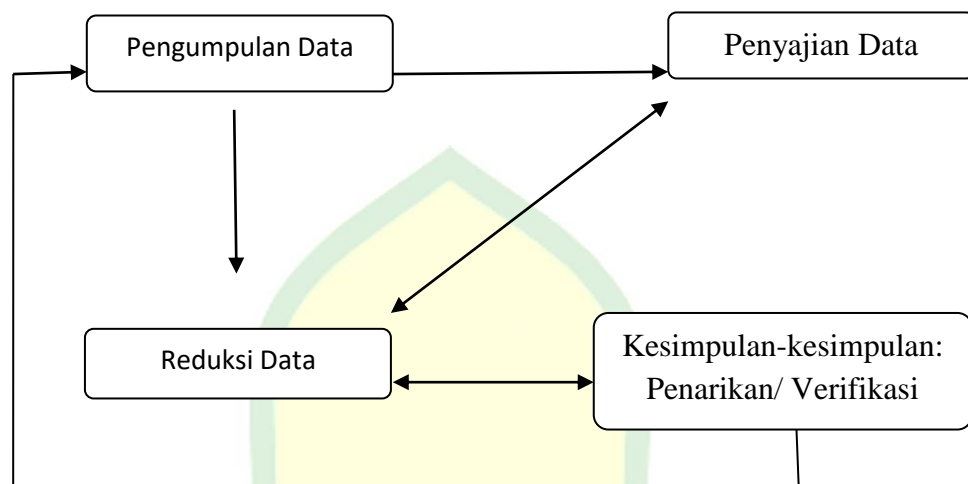 Pengumpulan Data
Penyajian Data
Reduksi Data
Kesimpulan-kesimpulan:
Penarikan/ Verifikasi